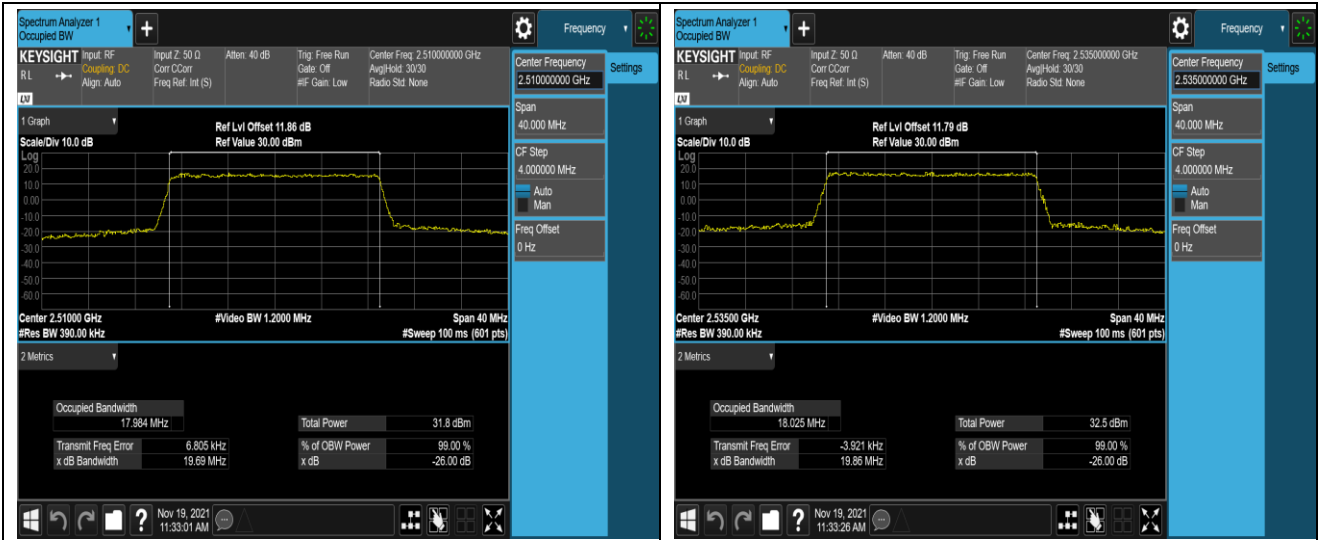 Spectrum Analyzer 1
Occupied BW
+
Frequency
KEYSIGHT
Input: RF
Input Z: 50 Ω
Atten: 40 dB
Trig: Free Run
Center Freq: 2.510000000 GHz
RL
Coupling: DC
Corr CCorr
Gate: Off
Avg|Hold: 30/30
Align: Auto
Freq Ref: Int (S)
#IF Gain: Low
Radio Std: None
LXI
Center Frequency
2.510000000 GHz
Settings
Span
40.000 MHz
CF Step
4.000000 MHz
Auto
Man
Freq Offset
0 Hz
1 Graph
Ref Lvl Offset 11.86 dB
Scale/Div 10.0 dB
Ref Value 30.00 dBm
Log
20.0
10.0
0.00
-10.0
-20.0
-30.0
-40.0
-50.0
-60.0
Center 2.51000 GHz
#Video BW 1.2000 MHz
Span 40 MHz
#Res BW 390.00 kHz
#Sweep 100 ms (601 pts)
2 Metrics
Occupied Bandwidth
17.984 MHz
Total Power 31.8 dBm
Transmit Freq Error 6.805 kHz
% of OBW Power 99.00 %
x dB Bandwidth 19.69 MHz
x dB -26.00 dB
?
Nov 19, 2021
11:33:01 AM
Spectrum Analyzer 1
Occupied BW
+
Frequency
KEYSIGHT
Input: RF
Input Z: 50 Ω
Atten: 40 dB
Trig: Free Run
Center Freq: 2.535000000 GHz
RL
Coupling: DC
Corr CCorr
Gate: Off
Avg|Hold: 30/30
Align: Auto
Freq Ref: Int (S)
#IF Gain: Low
Radio Std: None
LXI
Center Frequency
2.535000000 GHz
Settings
Span
40.000 MHz
CF Step
4.000000 MHz
Auto
Man
Freq Offset
0 Hz
1 Graph
Ref Lvl Offset 11.79 dB
Scale/Div 10.0 dB
Ref Value 30.00 dBm
Log
20.0
10.0
0.00
-10.0
-20.0
-30.0
-40.0
-50.0
-60.0
Center 2.53500 GHz
#Video BW 1.2000 MHz
Span 40 MHz
#Res BW 390.00 kHz
#Sweep 100 ms (601 pts)
2 Metrics
Occupied Bandwidth
18.025 MHz
Total Power 32.5 dBm
Transmit Freq Error -3.921 kHz
% of OBW Power 99.00 %
x dB Bandwidth 19.86 MHz
x dB -26.00 dB
?
Nov 19, 2021
11:33:26 AM